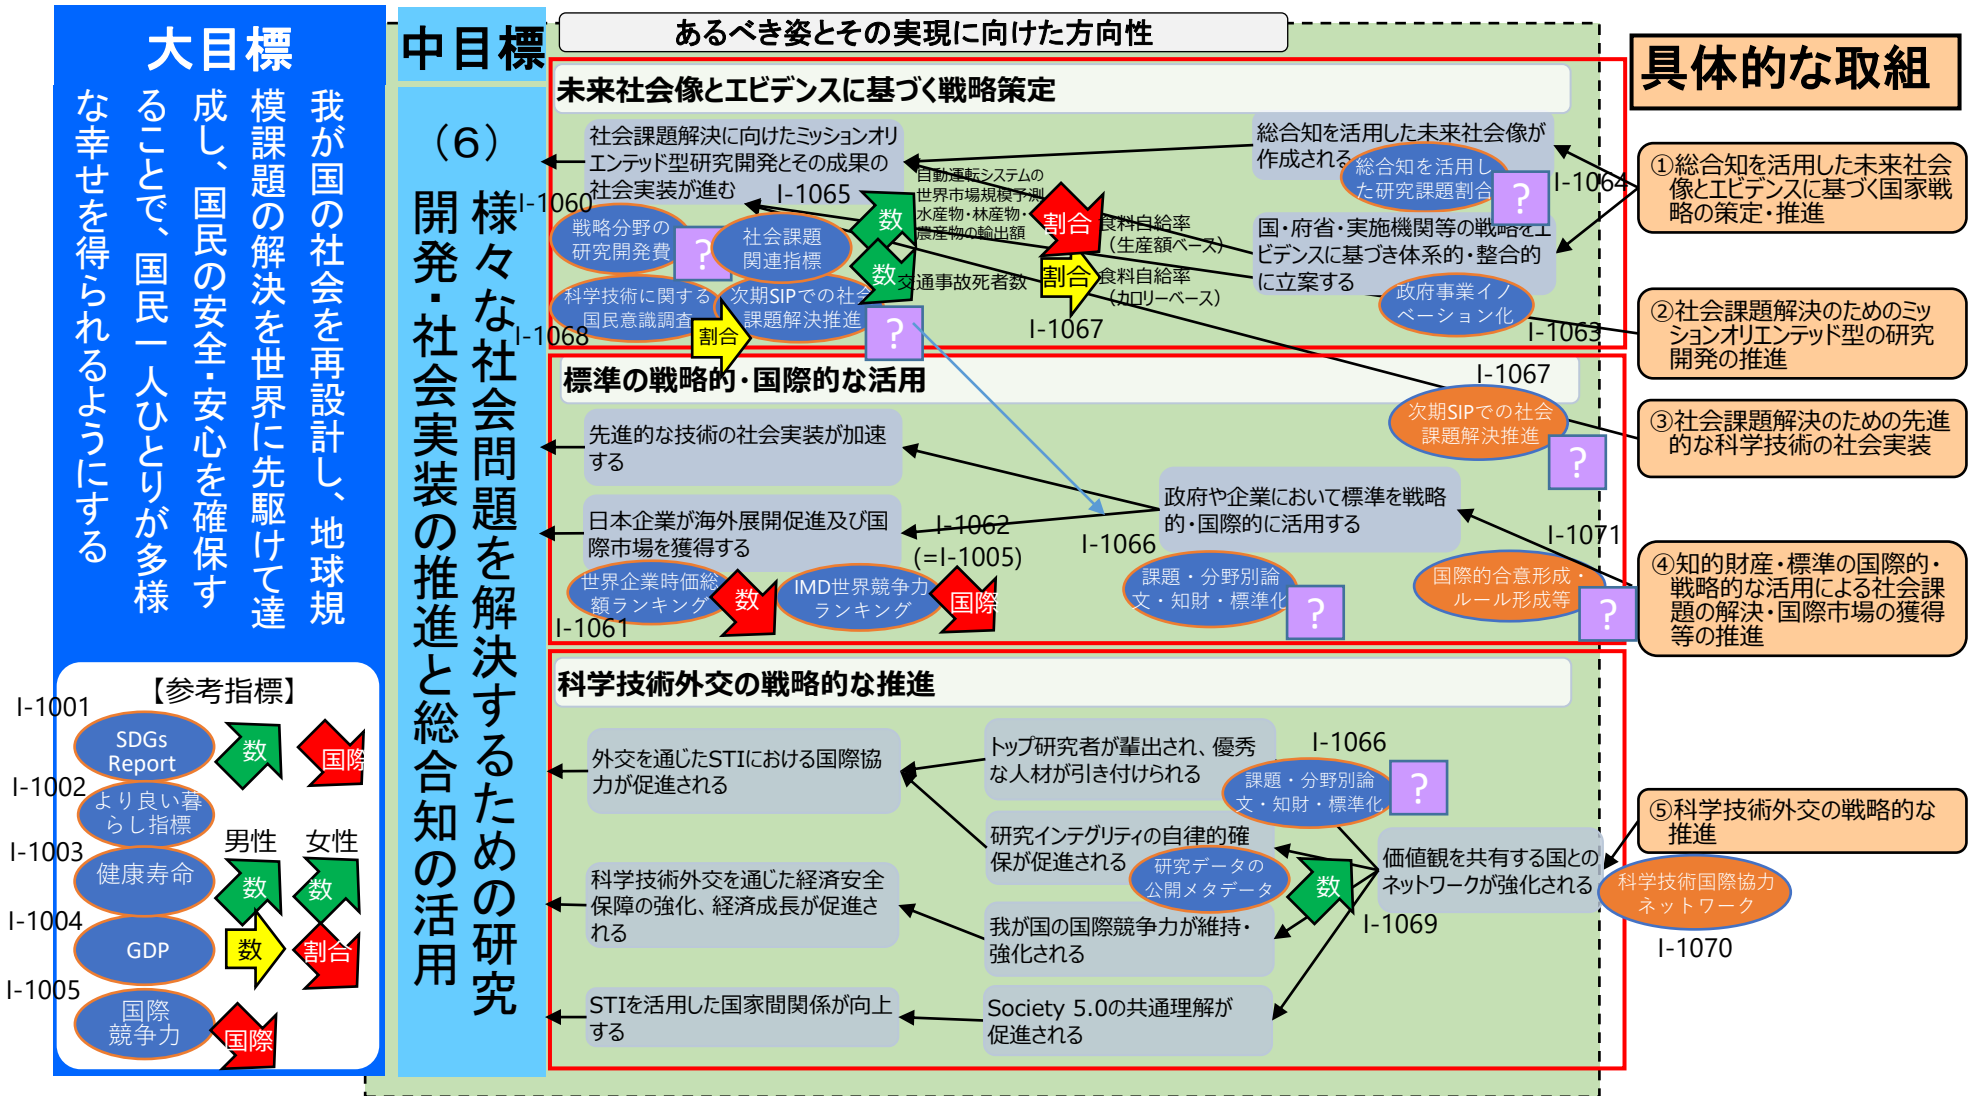 大目標
我が国の社会を再設計し、地球規
模課題の解決を世界に先駆けて達
成し、国民の安全・安心を確保す
ることで、国民一人ひとりが多様
な幸せを得られるようにする
【参考指標】
I-1001
SDGs
Report
数
国際
I-1002
より良い暮
らし指標
I-1003
健康寿命
男性
数
女性
数
I-1004
GDP
数
割合
I-1005
国際
競争力
国際
中目標
（6）
様々な社会問題を解決するための研究
開発・社会実装の推進と総合知の活用
あるべき姿とその実現に向けた方向性
未来社会像とエビデンスに基づく戦略策定
社会課題解決に向けたミッションオリ
エンテッド型研究開発とその成果の
社会実装が進む
I-1060
戦略分野の
研究開発費
?
I-1065
社会課題
関連指標
数
自動運転システムの
世界市場規模予測
水産物・林産物・
農産物の輸出額
数
交通事故死者数
割合
食料自給率
（生産額ベース）
割合
食料自給率
（カロリーベース）
I-1067
I-1068
科学技術に関する
国民意識調査
割合
次期SIPでの社会
課題解決推進
?
総合知を活用した未来社会像が
作成される
総合知を活用し
た研究課題割合
?
I-1064
国・府省・実施機関等の戦略をエ
ビデンスに基づき体系的・整合的
に立案する
政府事業イノ
ベーション化
I-1063
標準の戦略的・国際的な活用
I-1067
次期SIPでの社会
課題解決推進
?
先進的な技術の社会実装が加速
する
日本企業が海外展開促進及び国
際市場を獲得する
I-1062
(=I-1005)
世界企業時価総
額ランキング
数
I-1061
IMD世界競争力
ランキング
国際
政府や企業において標準を戦略
的・国際的に活用する
I-1066
課題・分野別論
文・知財・標準化
?
I-1071
国際的合意形成・
ルール形成等
?
科学技術外交の戦略的な推進
外交を通じたSTIにおける国際協
力が促進される
科学技術外交を通じた経済安全
保障の強化、経済成長が促進さ
れる
STIを活用した国家間関係が向上
する
トップ研究者が輩出され、優秀
な人材が引き付けられる
I-1066
課題・分野別論
文・知財・標準化
?
研究インテグリティの自律的確
保が促進される
研究データの
公開メタデータ
数
I-1069
我が国の国際競争力が維持・
強化される
Society 5.0の共通理解が
促進される
価値観を共有する国との
ネットワークが強化される
科学技術国際協力
ネットワーク
I-1070
具体的な取組
①総合知を活用した未来社会
像とエビデンスに基づく国家戦
略の策定・推進
②社会課題解決のためのミッ
ションオリエンテッド型の研究
開発の推進
③社会課題解決のための先進
的な科学技術の社会実装
④知的財産・標準の国際的・
戦略的な活用による社会課
題の解決・国際市場の獲得
等の推進
⑤科学技術外交の戦略的な
推進